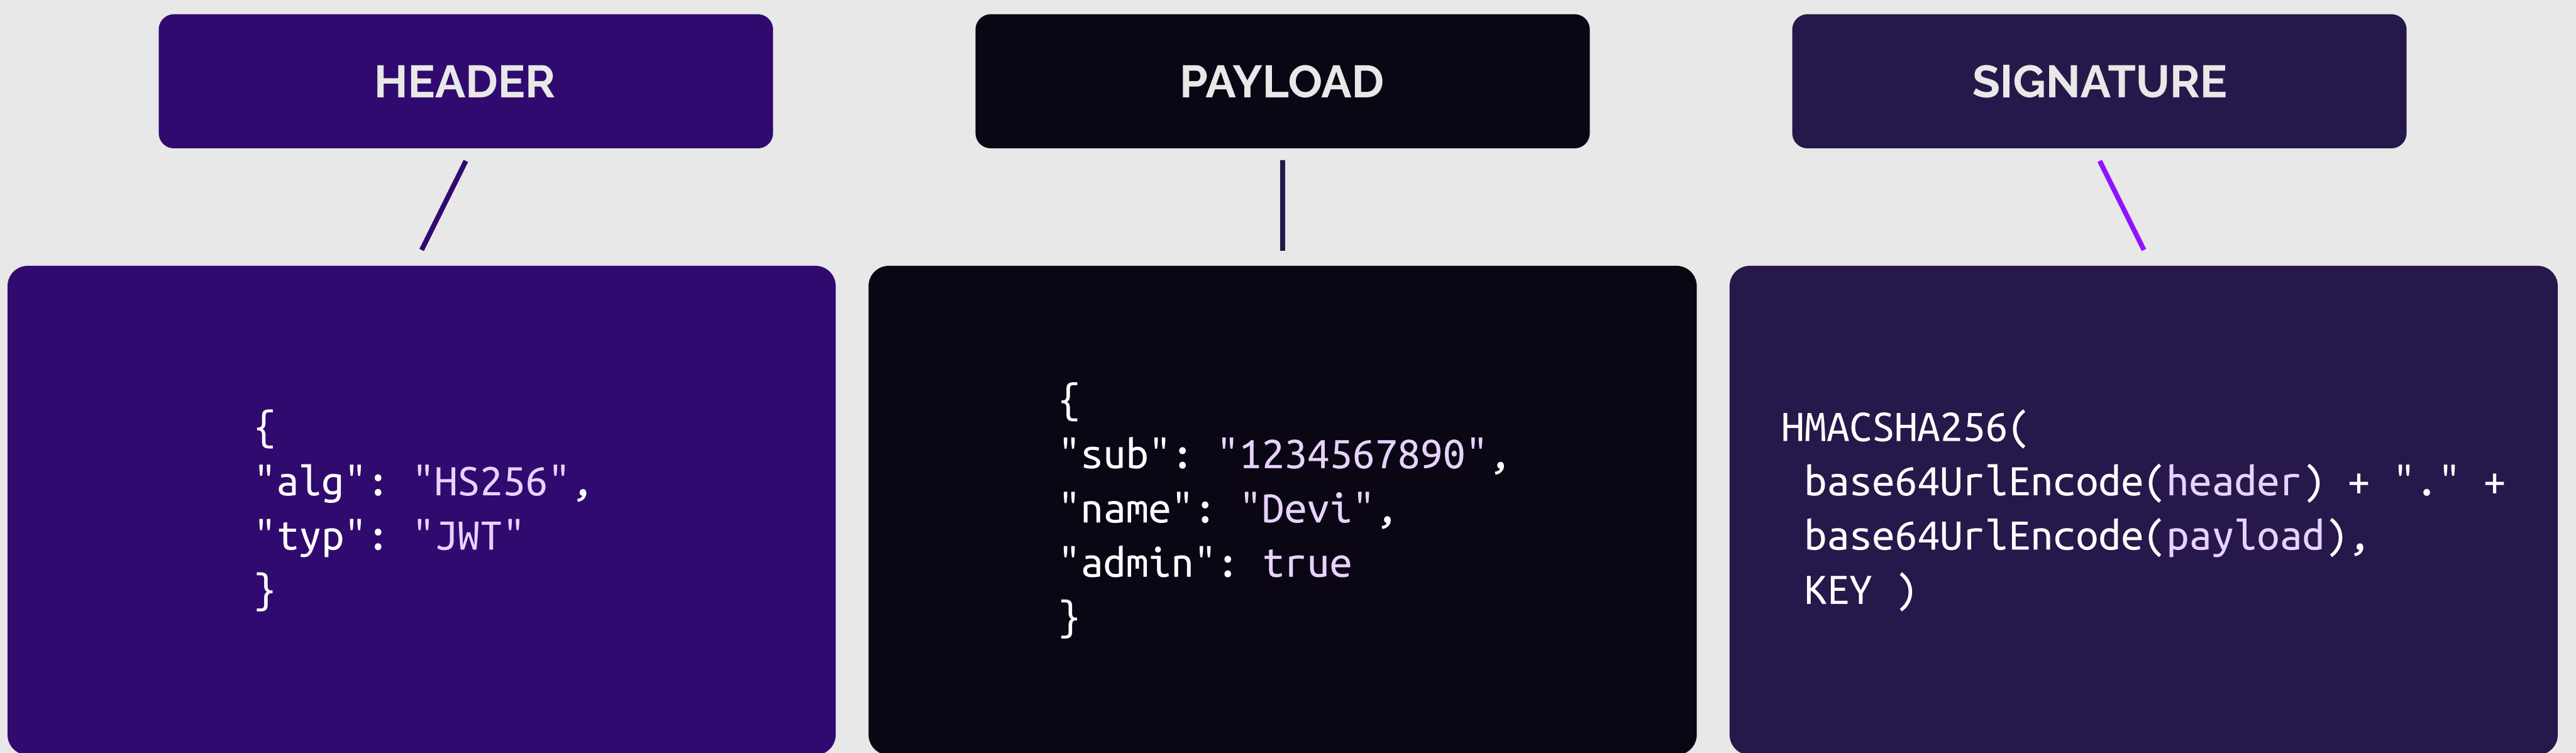 HEADER
PAYLOAD
SIGNATURE
{
"alg": "HS256",
"typ": "JWT"
}
{
"sub": "1234567890",
"name": "Devi",
"admin": true
}
HMACSHA256(
base64UrlEncode(header) + "." +
base64UrlEncode(payload),
KEY )